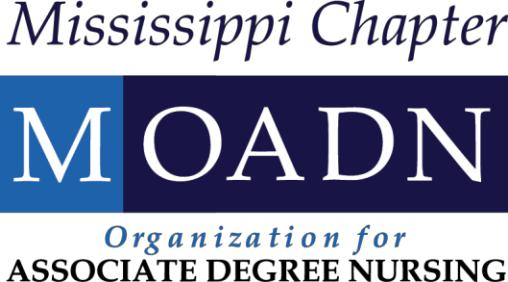 Mississippi Chapter
MOADN
Organization for
ASSOCIATE DEGREE NURSING